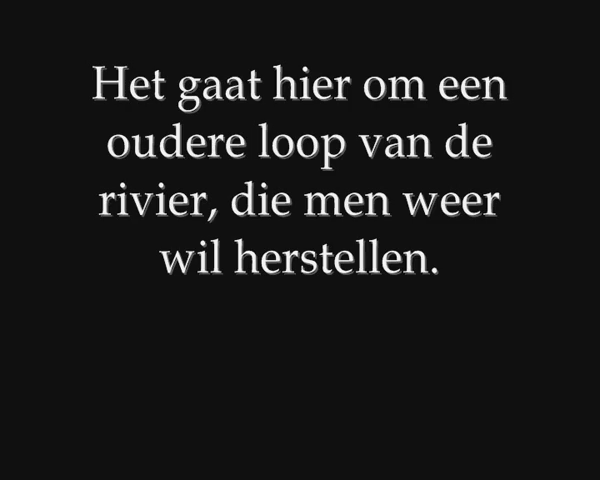 Het gaat hier om een
oudere loop van de
rivier, die men weer
wil herstellen.